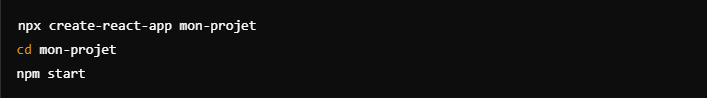 npx create-react-app mon-projet
cd mon-projet
npm start